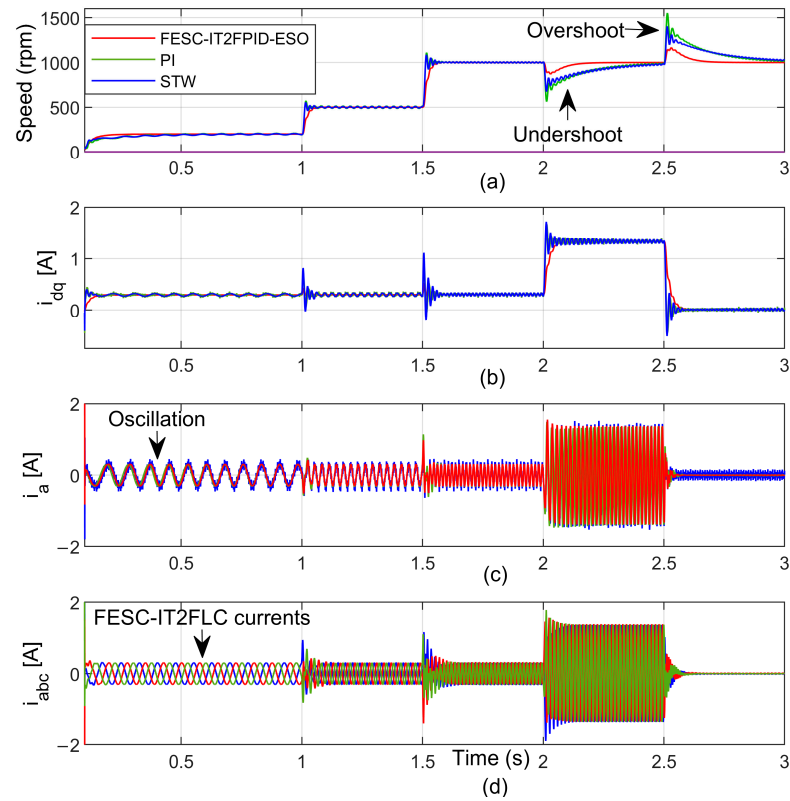 Speed (rpm)
1500
1000
500
0
FESC-IT2FPID-ESO
PI
STW
Overshoot
Undershoot
0.5
1
1.5
2
2.5
3
(a)
i_dq [A]
2
1
0
0.5
1
1.5
2
2.5
3
(b)
i_a [A]
2
0
−2
Oscillation
0.5
1
1.5
2
2.5
3
(c)
i_abc [A]
2
0
−2
FESC-IT2FLC currents
0.5
1
1.5
2
2.5
3
Time (s)
(d)